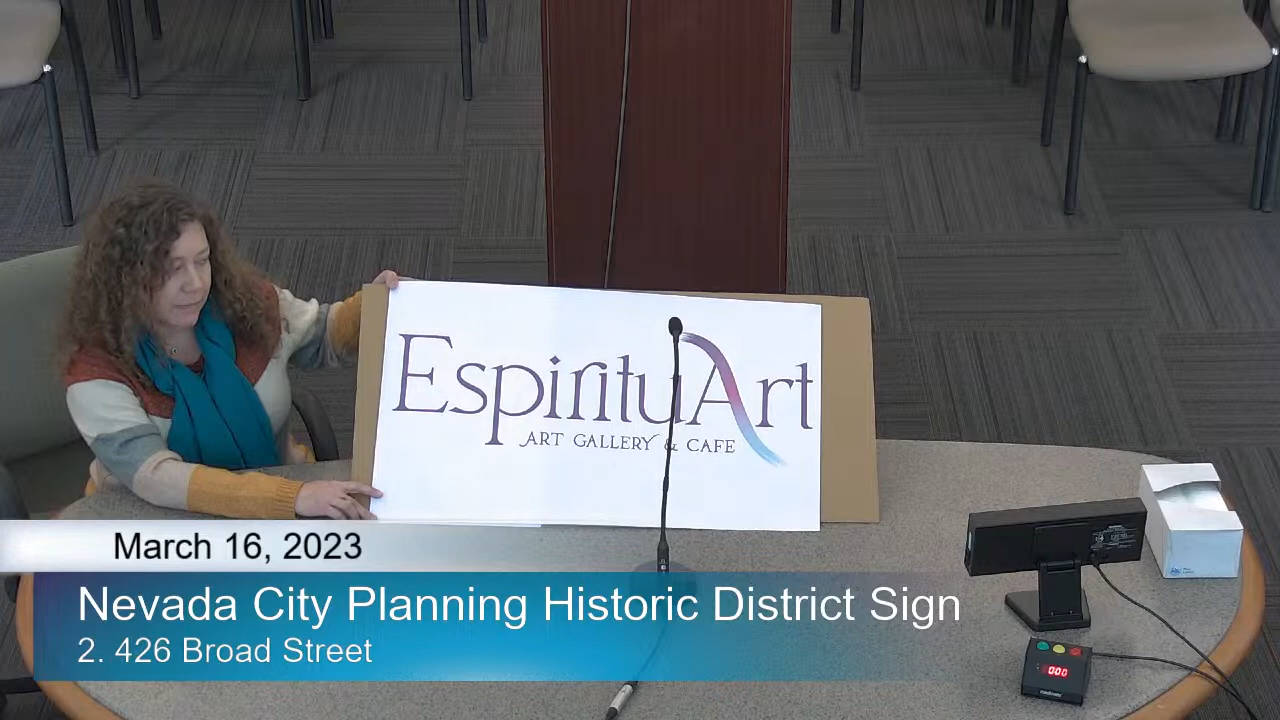 EspirituArt
ART GALLERY & CAFE
March 16, 2023
Nevada City Planning Historic District Sign
2. 426 Broad Street
000